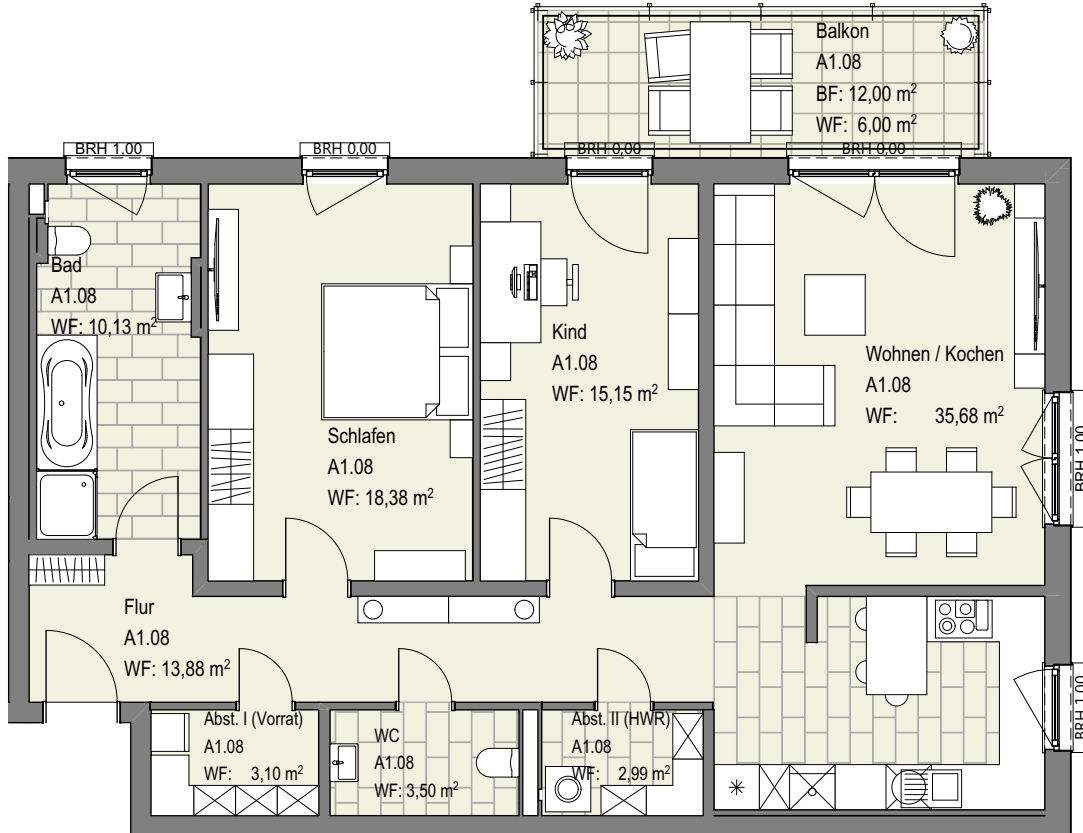 Balkon
A1.08
BF: 12,00 m²
WF: 6,00 m²
BRH 1,00
BRH 0,00
BRH 0,00
BRH 0,00
Bad
A1.08
WF: 10,13 m²
Schlafen
A1.08
WF: 18,38 m²
Kind
A1.08
WF: 15,15 m²
Wohnen / Kochen
A1.08
WF: 35,68 m²
BRH 1,00
Flur
A1.08
WF: 13,88 m²
BRH 1,00
Abst. I (Vorrat)
A1.08
WF: 3,10 m²
WC
A1.08
WF: 3,50 m²
Abst. II (HWR)
A1.08
WF: 2,99 m²